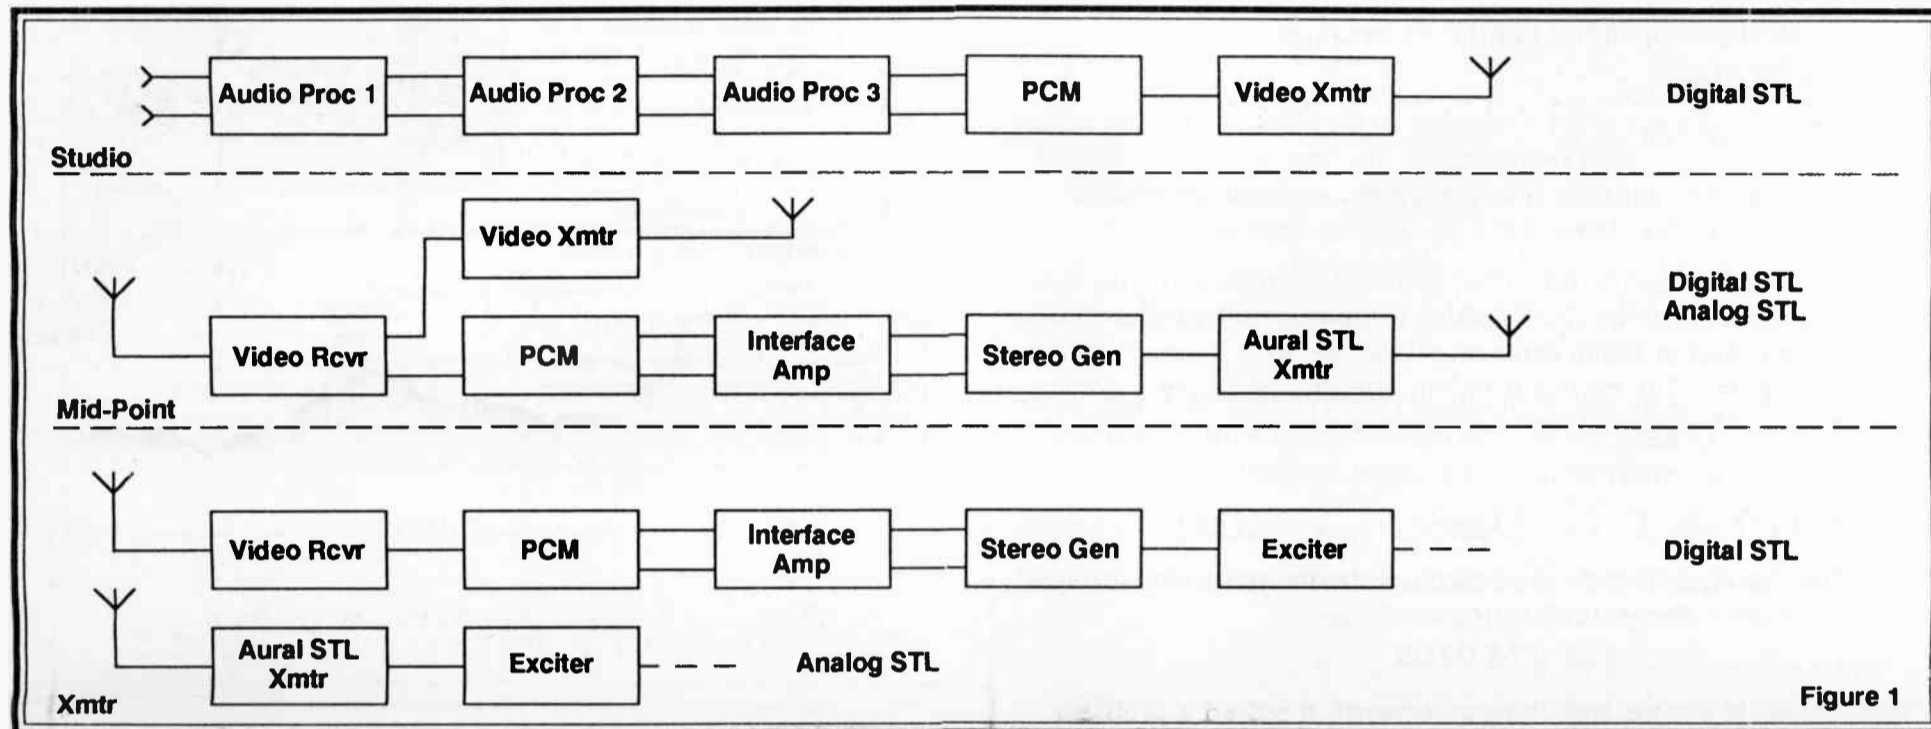 Audio Proc 1
Audio Proc 2
Audio Proc 3
PCM
Video Xmtr
Digital STL
Studio
Video Xmtr
Digital STL
Analog STL
Video Rcvr
PCM
Interface
Amp
Stereo Gen
Aural STL
Xmtr
Mid-Point
Video Rcvr
PCM
Interface
Amp
Stereo Gen
Exciter
Digital STL
Aural STL
Xmtr
Exciter
Analog STL
Xmtr
Figure 1